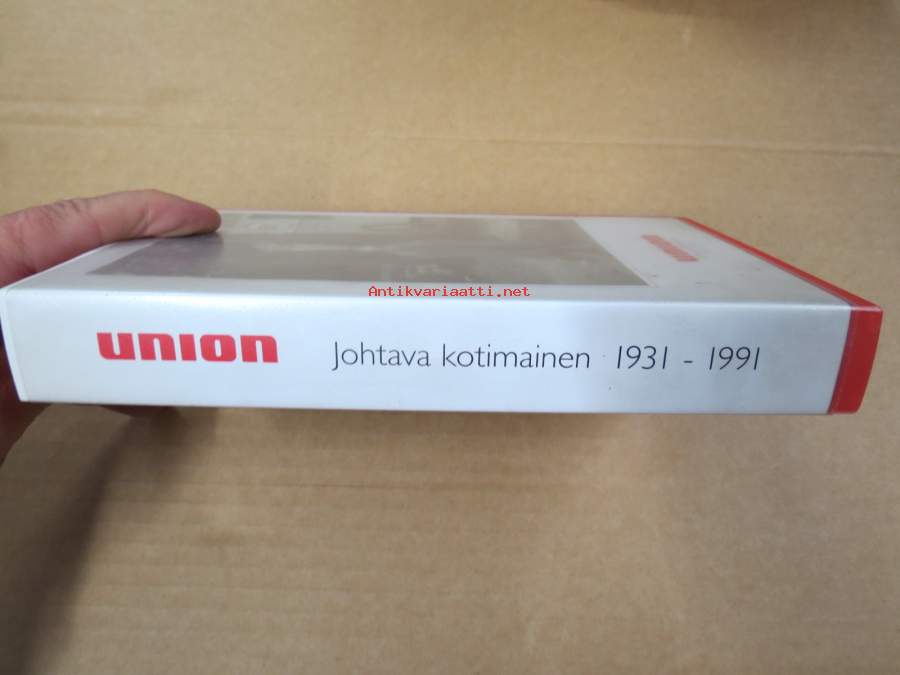 Antikvariaatti.net
union Johtava kotimainen 1931 - 1991